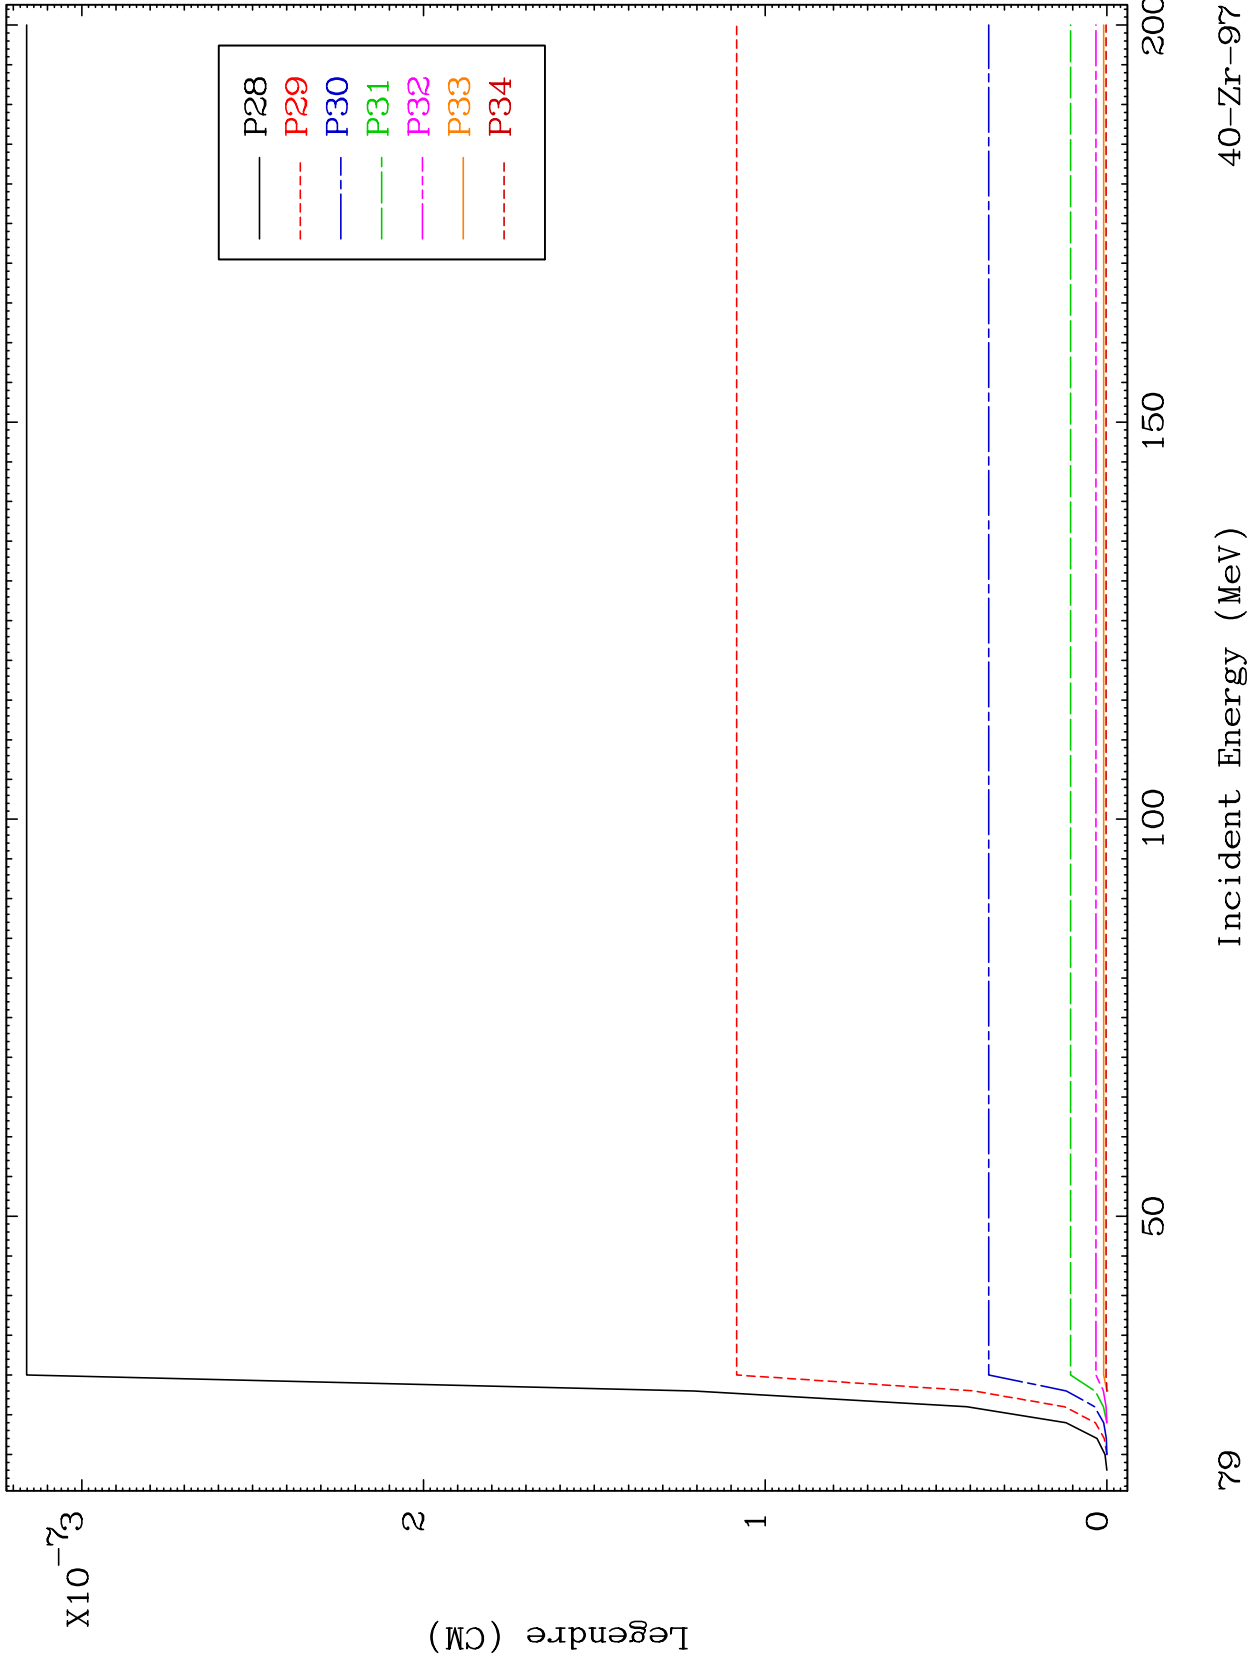 X10-7
3
2
1
0
Legendre (CM)
P28
P29
P30
P31
P32
P33
P34
50
100
150
200
Incident Energy (MeV)
79
40-Zr-97